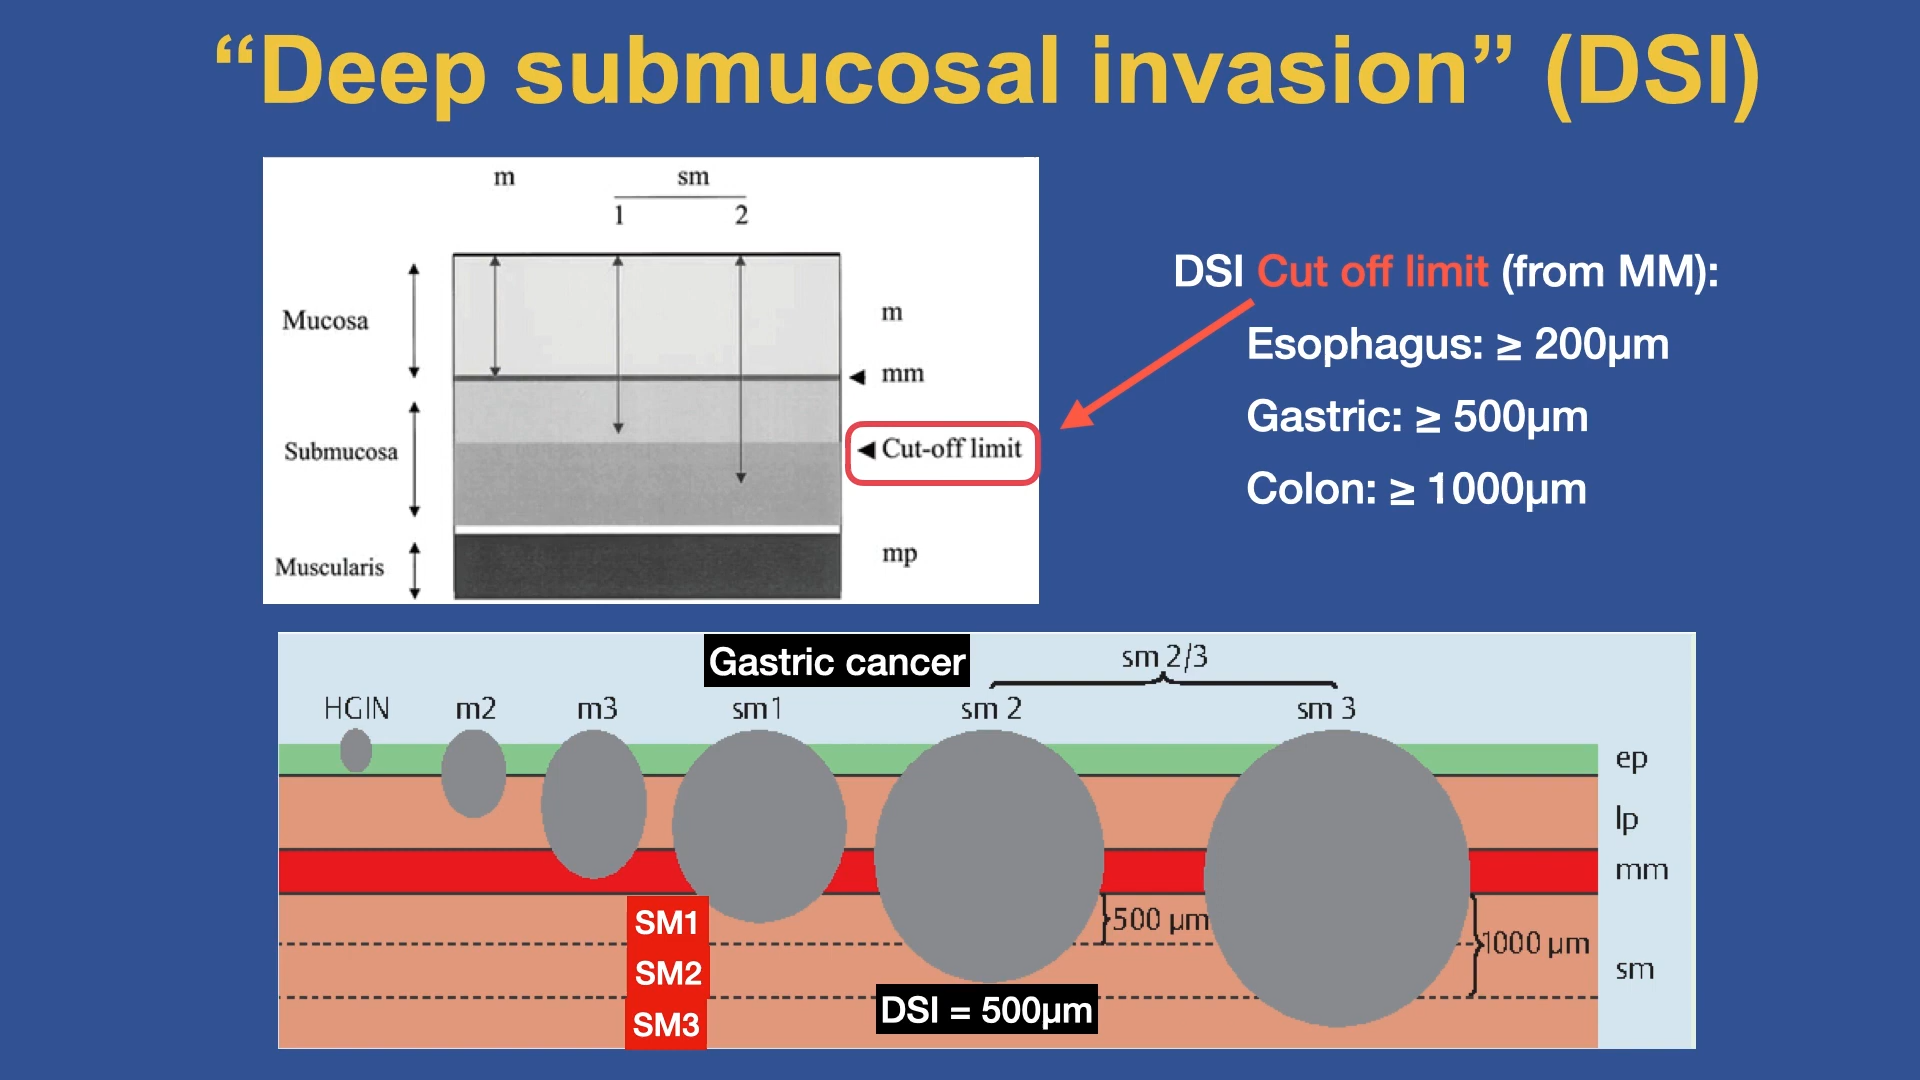 “Deep submucosal invasion” (DSI)
m
sm
1
2
Mucosa
m
mm
Submucosa
Cut-off limit
Muscularis
mp
DSI Cut off limit (from MM):
Esophagus: ≥ 200µm
Gastric: ≥ 500µm
Colon: ≥ 1000µm
Gastric cancer
sm 2/3
HGIN
m2
m3
sm1
sm 2
sm 3
ep
lp
mm
sm
SM1
SM2
SM3
500 µm
1000 µm
DSI = 500µm